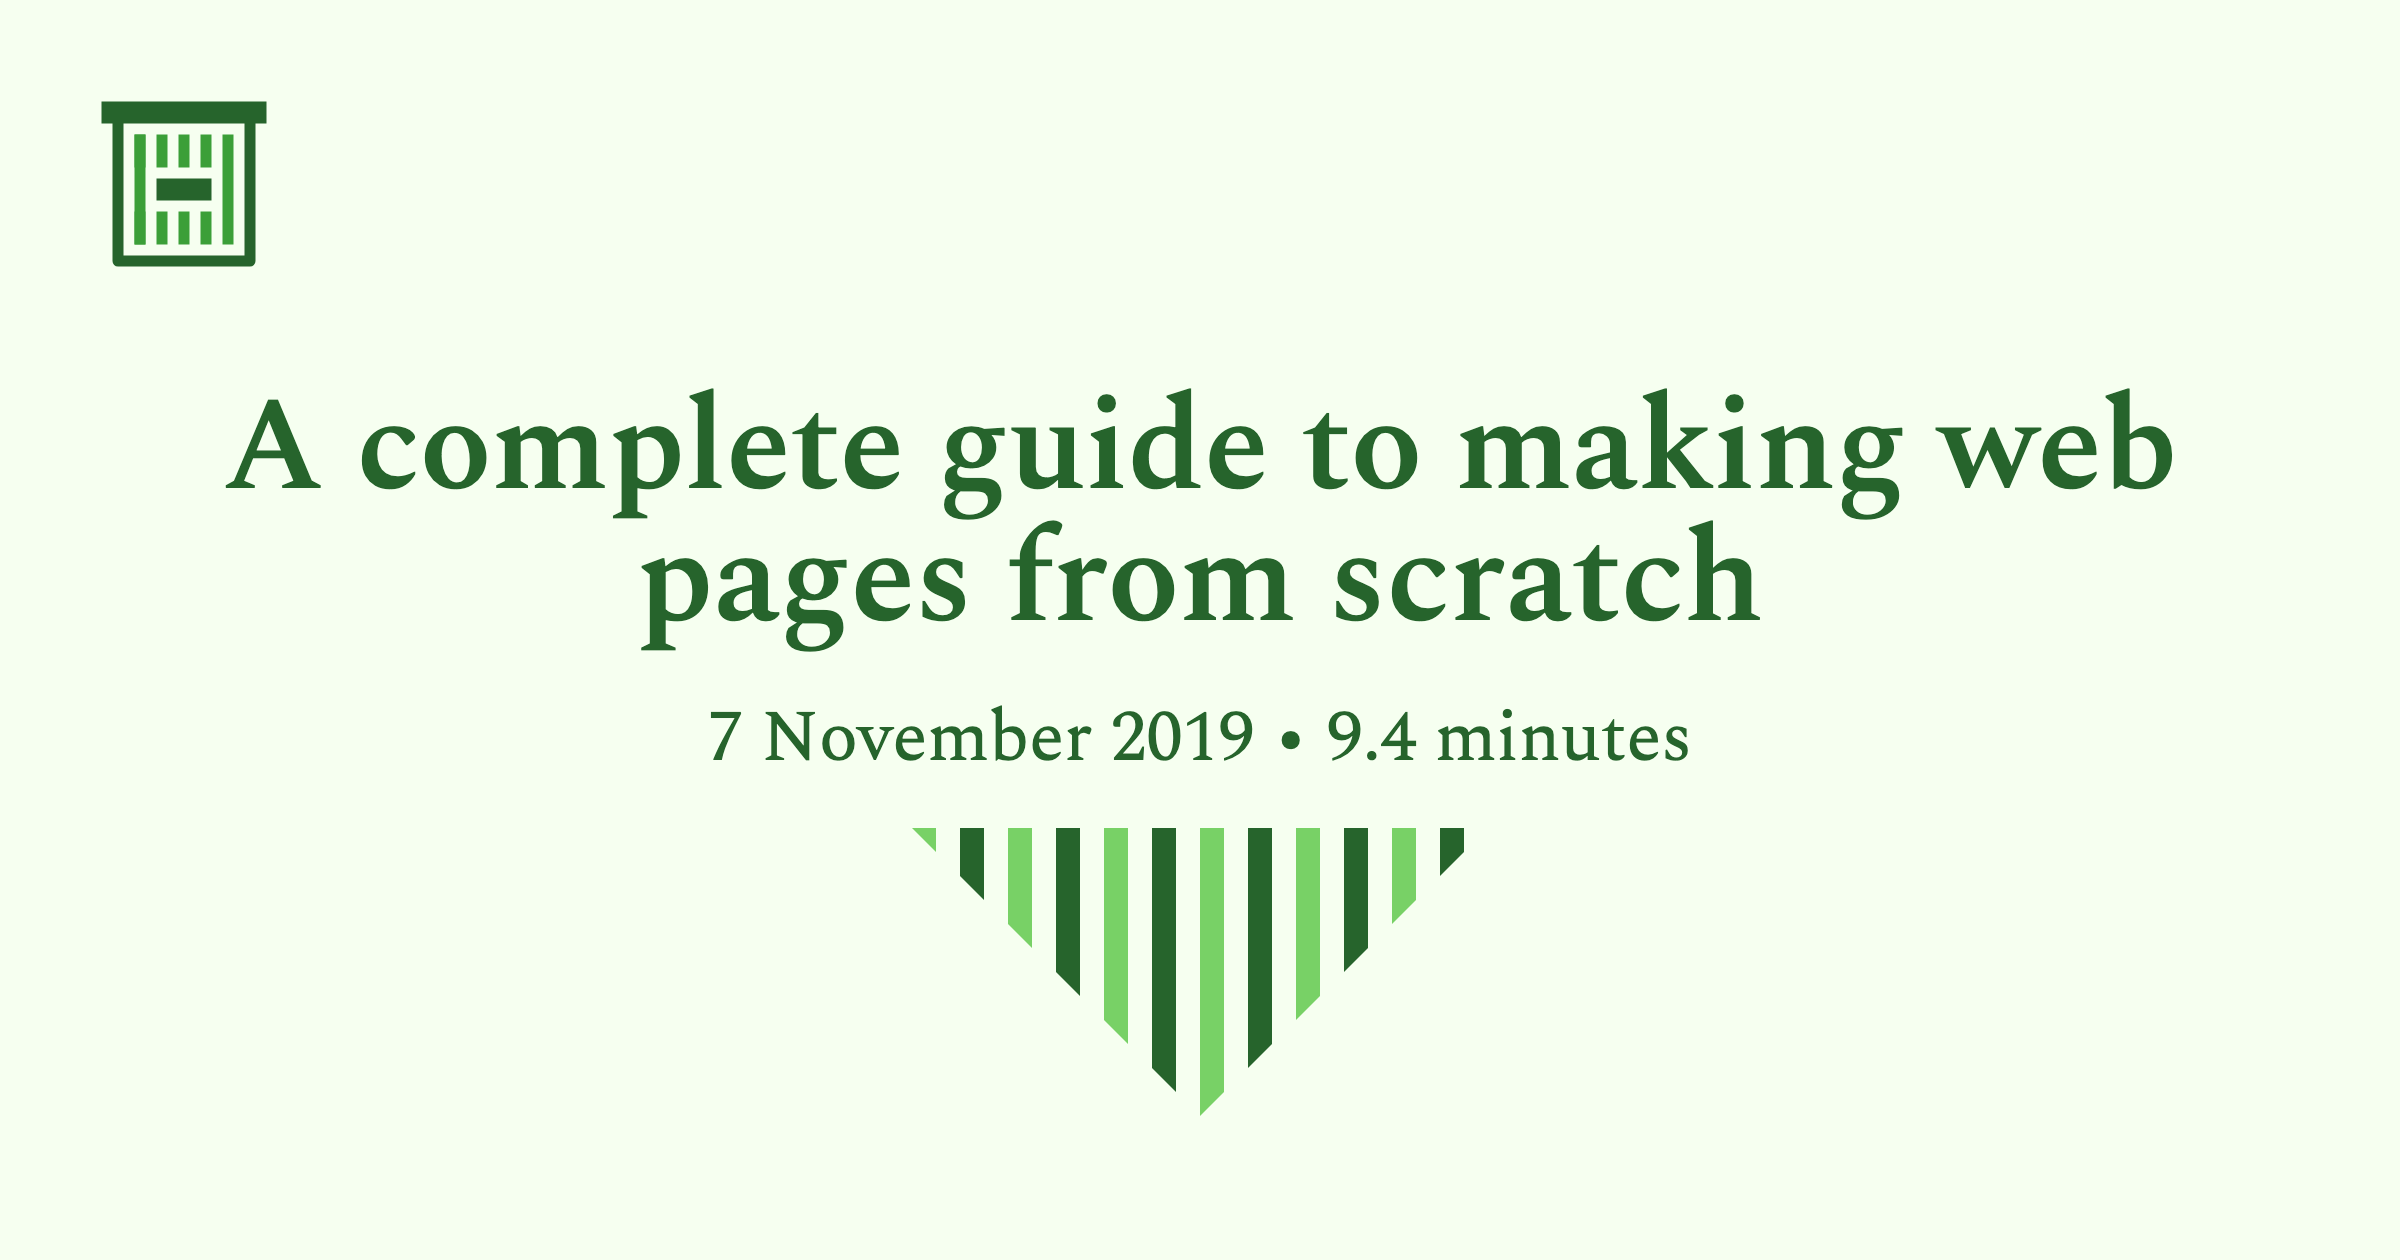 A complete guide to making web
pages from scratch
7 November 2019 • 9.4 minutes